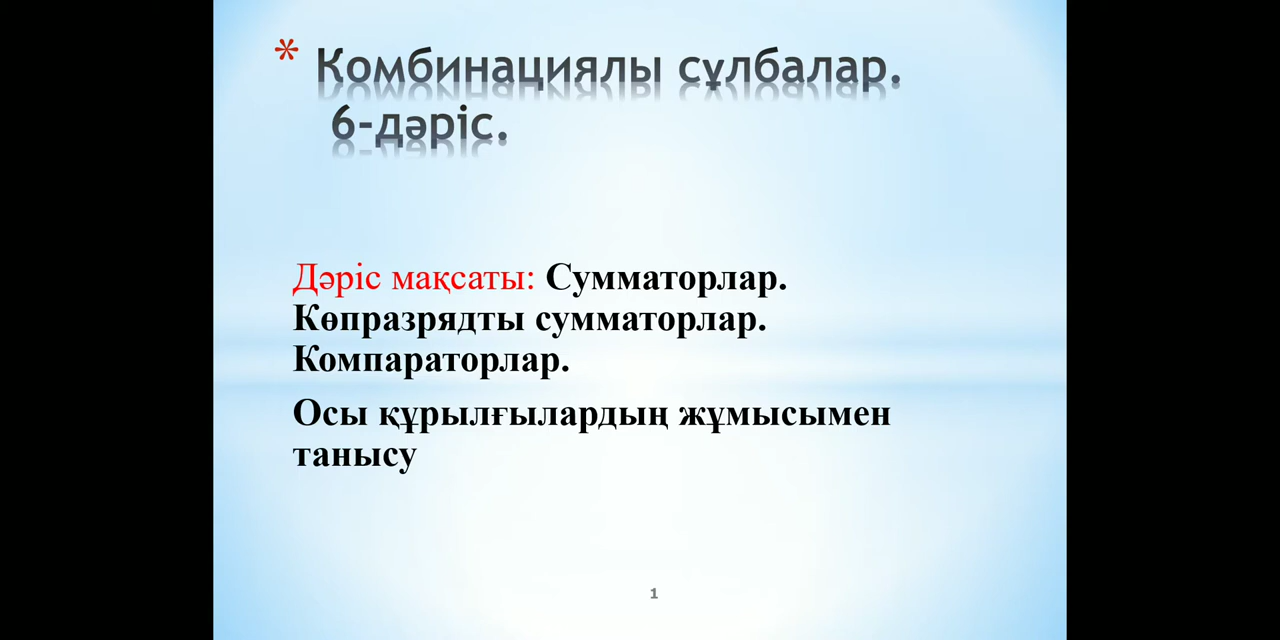 * Комбинациялы сұлбалар.
6-дәріс.
Дәріс мақсаты: Сумматорлар.
Көпразрядты сумматорлар.
Компараторлар.
Осы құрылғылардың жұмысымен
танысу
1